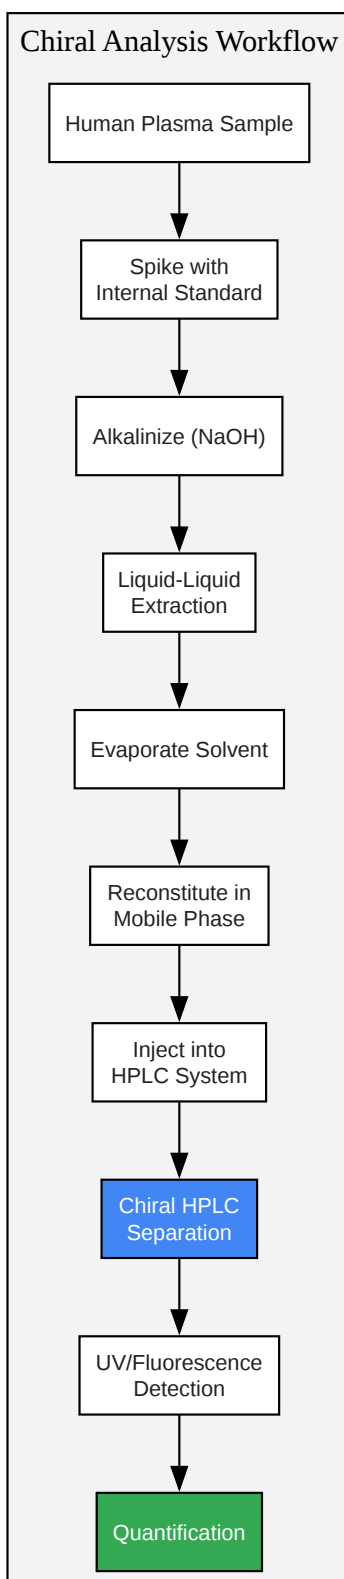 Chiral Analysis Workflow
Human Plasma Sample
Spike with
Internal Standard
Alkalinize (NaOH)
Liquid-Liquid
Extraction
Evaporate Solvent
Reconstitute in
Mobile Phase
Inject into
HPLC System
Chiral HPLC
Separation
UV/Fluorescence
Detection
Quantification